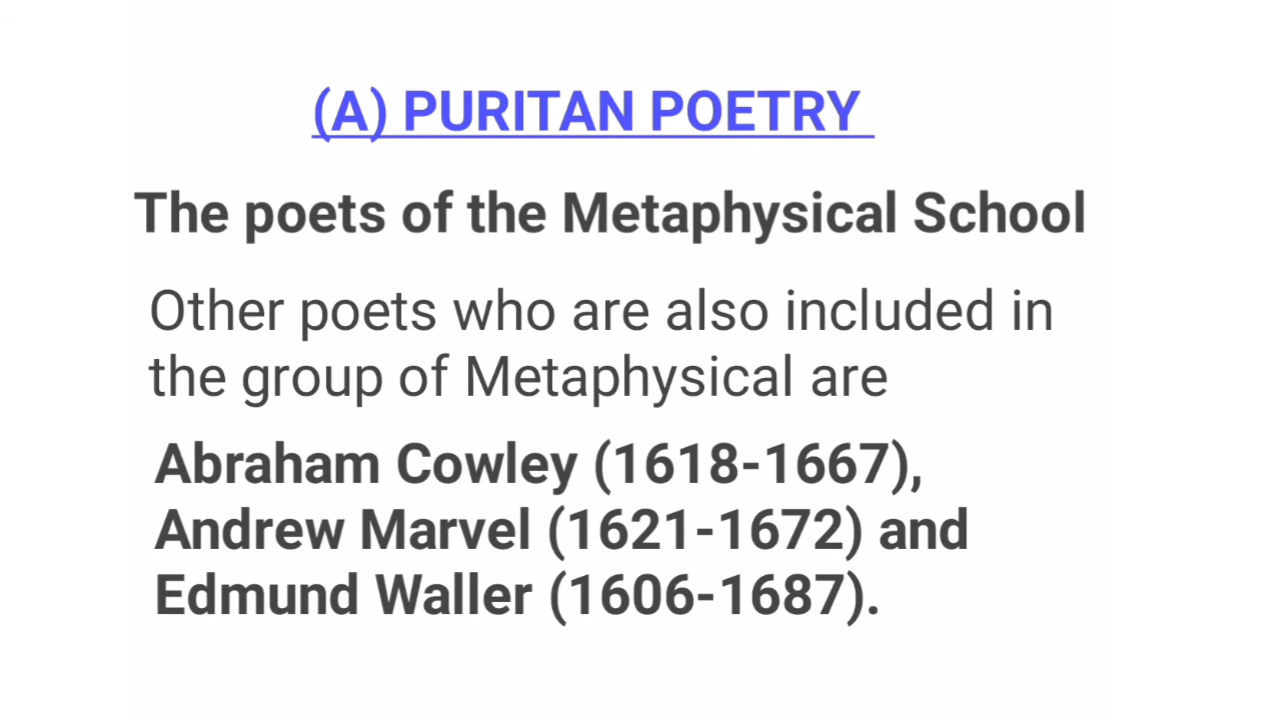 (A) PURITAN POETRY
The poets of the Metaphysical School
Other poets who are also included in
the group of Metaphysical are
Abraham Cowley (1618-1667),
Andrew Marvel (1621-1672) and
Edmund Waller (1606-1687).